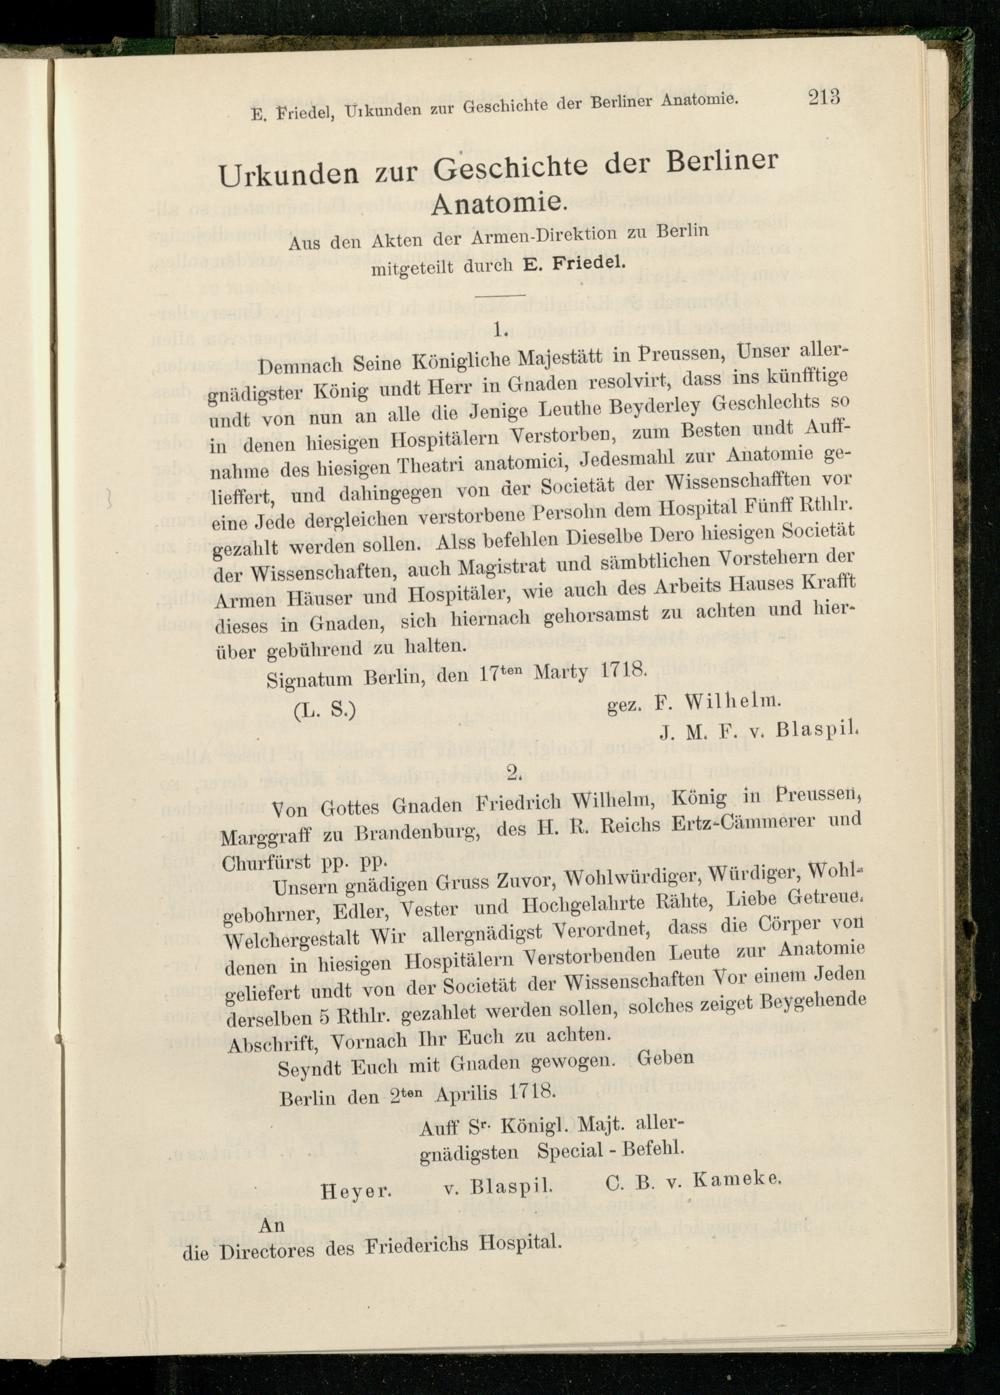 E. Friedel, Urkunden zur Geschichte der Berliner Anatomie. 213
Urkunden zur Geschichte der Berliner
Anatomie.
Aus den Akten der Armen-Direktion zu Berlin
mitgeteilt durch E. Friedel.
1.
Demnach Seine Königliche Majestätt in Preussen, Unser aller-
gnädigster König undt Herr in Gnaden resolvirt, dass ins künfftige
undt von nun an alle die Jenige Leuthe Beyderley Geschlechts so
in denen hiesigen Hospitälern Verstorben, zum Besten undt Auff-
nahme des hiesigen Theatri anatomici, Jedesmahl zur Anatomie ge-
lieffert, und dahingegen von der Societät der Wissenschafften vor
eine Jede dergleichen verstorbene Persohn dem Hospital Fünff Rthlr.
gezahlt werden sollen. Alss befehlen Dieselbe Dero hiesigen Societät
der Wissenschaften, auch Magistrat und sämbtlichen Vorstehern der
Armen Häuser und Hospitäler, wie auch des Arbeits Hauses Krafft
dieses in Gnaden, sich hiernach gehorsamst zu achten und hier-
über gebührend zu halten.
Signatum Berlin, den 17ten Marty 1718.
(L. S.) gez. F. Wilhelm.
J. M. F. v. Blaspil.
2.
Von Gottes Gnaden Friedrich Wilhelm, König in Preussen,
Marggraff zu Brandenburg, des H. R. Reichs Ertz-Cämmerer und
Churfürst pp. pp.
Unsern gnädigen Gruss Zuvor, Wohlwürdiger, Würdiger, Wohl-
gebohrner, Edler, Vester und Hochgelahrte Rähte, Liebe Getreue.
Welchergestalt Wir allergnädigst Verordnet, dass die Cörper von
denen in hiesigen Hospitälern Verstorbenden Leute zur Anatomie
geliefert undt von der Societät der Wissenschaften Vor einem Jeden
derselben 5 Rthlr. gezahlet werden sollen, solches zeiget Beygehende
Abschrift, Vornach Ihr Euch zu achten.
Seyndt Euch mit Gnaden gewogen. Geben
Berlin den 2ten Aprilis 1718.
Auff Sr. Königl. Majt. aller-
gnädigsten Special-Befehl.
Heyer. v. Blaspil. C. B. v. Kameke.
An
die Directores des Friederichs Hospital.